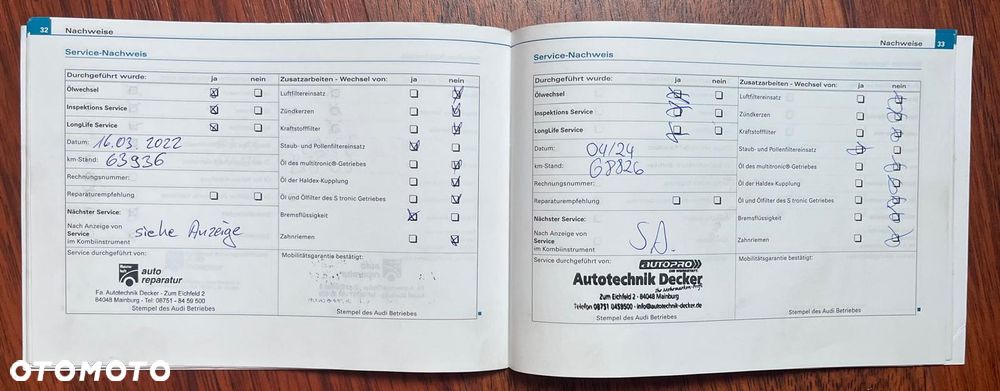 32
Nachweise
Service-Nachweis
Durchgeführt wurde: ja nein
Ölwechsel
Inspektions Service
LongLife Service
Datum: 16.03.2022
km-Stand: 63936
Rechnungsnummer:
Reparaturempfehlung
Nächster Service:
Nach Anzeige von
Service
im Kombiinstrument
siehe Anzeige
Service durchgeführt von:
auto
reparatur
Fa. Autotechnik Decker - Zum Eichfeld 2
84048 Mainburg - Tel: 08751 - 84 59 500
Stempel des Audi Betriebes
Zusatzarbeiten - Wechsel von: ja nein
Luftfiltereinsatz
Zündkerzen
Kraftstofffilter
Staub- und Pollenfiltereinsatz
Öl des multitronic®-Getriebes
Öl der Haldex-Kupplung
Öl und Ölfilter des S tronic Getriebes
Bremsflüssigkeit
Zahnriemen
Mobilitätsgarantie bestätigt:
Stempel des Audi Betriebes
Nachweise
33
Service-Nachweis
Durchgeführt wurde: ja nein
Ölwechsel
Inspektions Service
LongLife Service
Datum: 04/24
km-Stand: 68826
Rechnungsnummer:
Reparaturempfehlung
Nächster Service:
Nach Anzeige von
Service
im Kombiinstrument
S.A.
Service durchgeführt von:
AUTOPRO
DIE WERKSTATT.
Autotechnik Decker
Zum Eichfeld 2 - 84048 Mainburg
Telefon 08751 0459500 - info@autotechnik-decker.de
Stempel des Audi Betriebes
Zusatzarbeiten - Wechsel von: ja nein
Luftfiltereinsatz
Zündkerzen
Kraftstofffilter
Staub- und Pollenfiltereinsatz
Öl des multitronic®-Getriebes
Öl der Haldex-Kupplung
Öl und Ölfilter des S tronic Getriebes
Bremsflüssigkeit
Zahnriemen
Mobilitätsgarantie bestätigt:
Stempel des Audi Betriebes
OTOMOTO